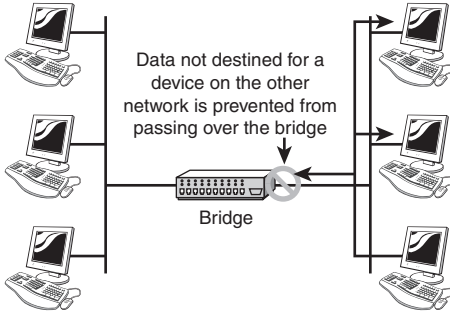 Data not destined for a
device on the other
network is prevented from
passing over the bridge
Bridge